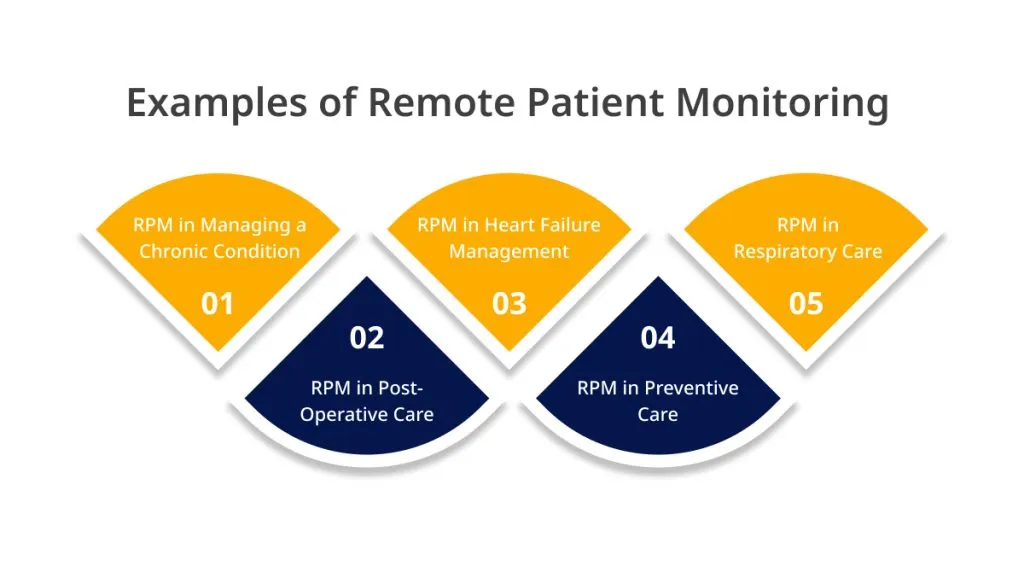 Examples of Remote Patient Monitoring
RPM in Managing a
Chronic Condition
01
02
RPM in Post-
Operative Care
RPM in Heart Failure
Management
03
04
RPM in Preventive
Care
RPM in
Respiratory Care
05